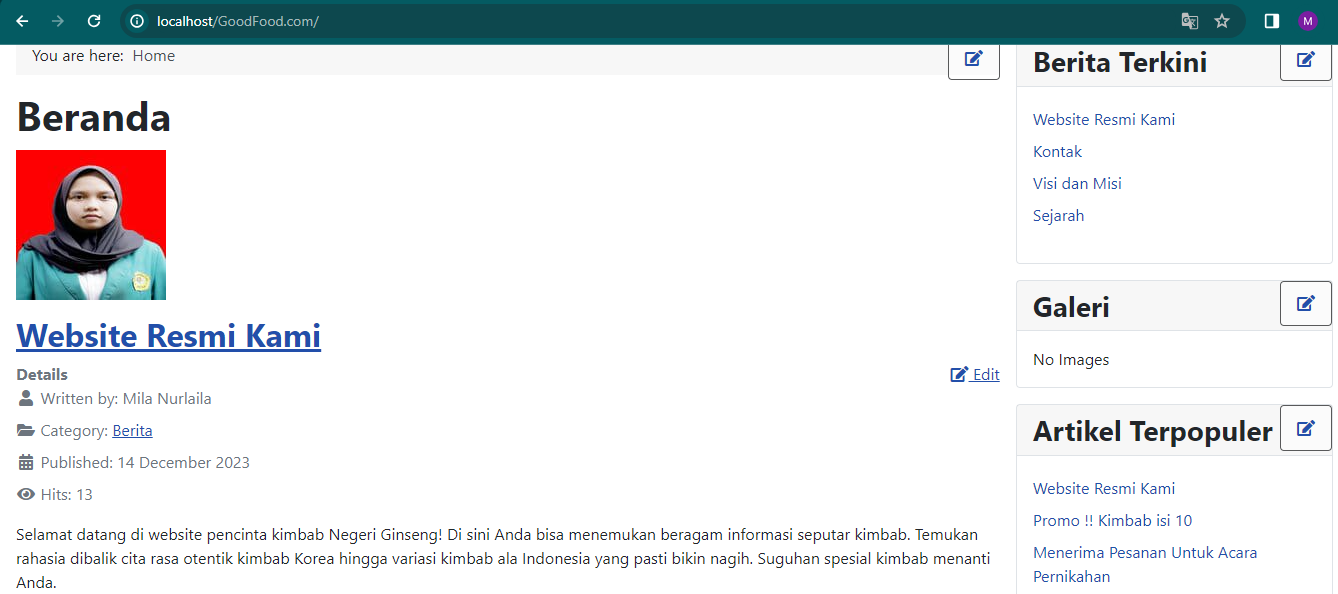 localhost/GoodFood.com/
M
You are here: Home
Beranda
Website Resmi Kami
Details
Edit
Written by: Mila Nurlaila
Category: Berita
Published: 14 December 2023
Hits: 13
Selamat datang di website pencinta kimbab Negeri Ginseng! Di sini Anda bisa menemukan beragam informasi seputar kimbab. Temukan
rahasia dibalik cita rasa otentik kimbab Korea hingga variasi kimbab ala Indonesia yang pasti bikin nagih. Suguhan spesial kimbab menanti
Anda.
Berita Terkini
Website Resmi Kami
Kontak
Visi dan Misi
Sejarah
Galeri
No Images
Artikel Terpopuler
Website Resmi Kami
Promo !! Kimbab isi 10
Menerima Pesanan Untuk Acara
Pernikahan